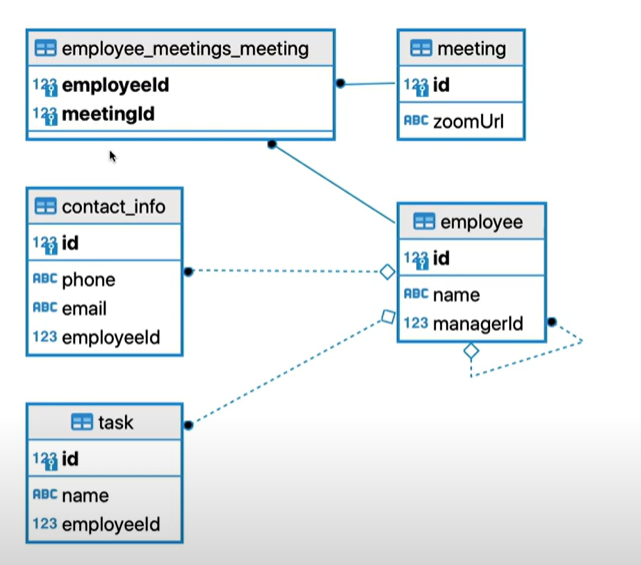 employee_meetings_meeting
123 employeeId
123 meetingId
meeting
123 id
ABC zoomUrl
contact_info
123 id
ABC phone
ABC email
123 employeeId
employee
123 id
ABC name
123 managerId
task
123 id
ABC name
123 employeeId